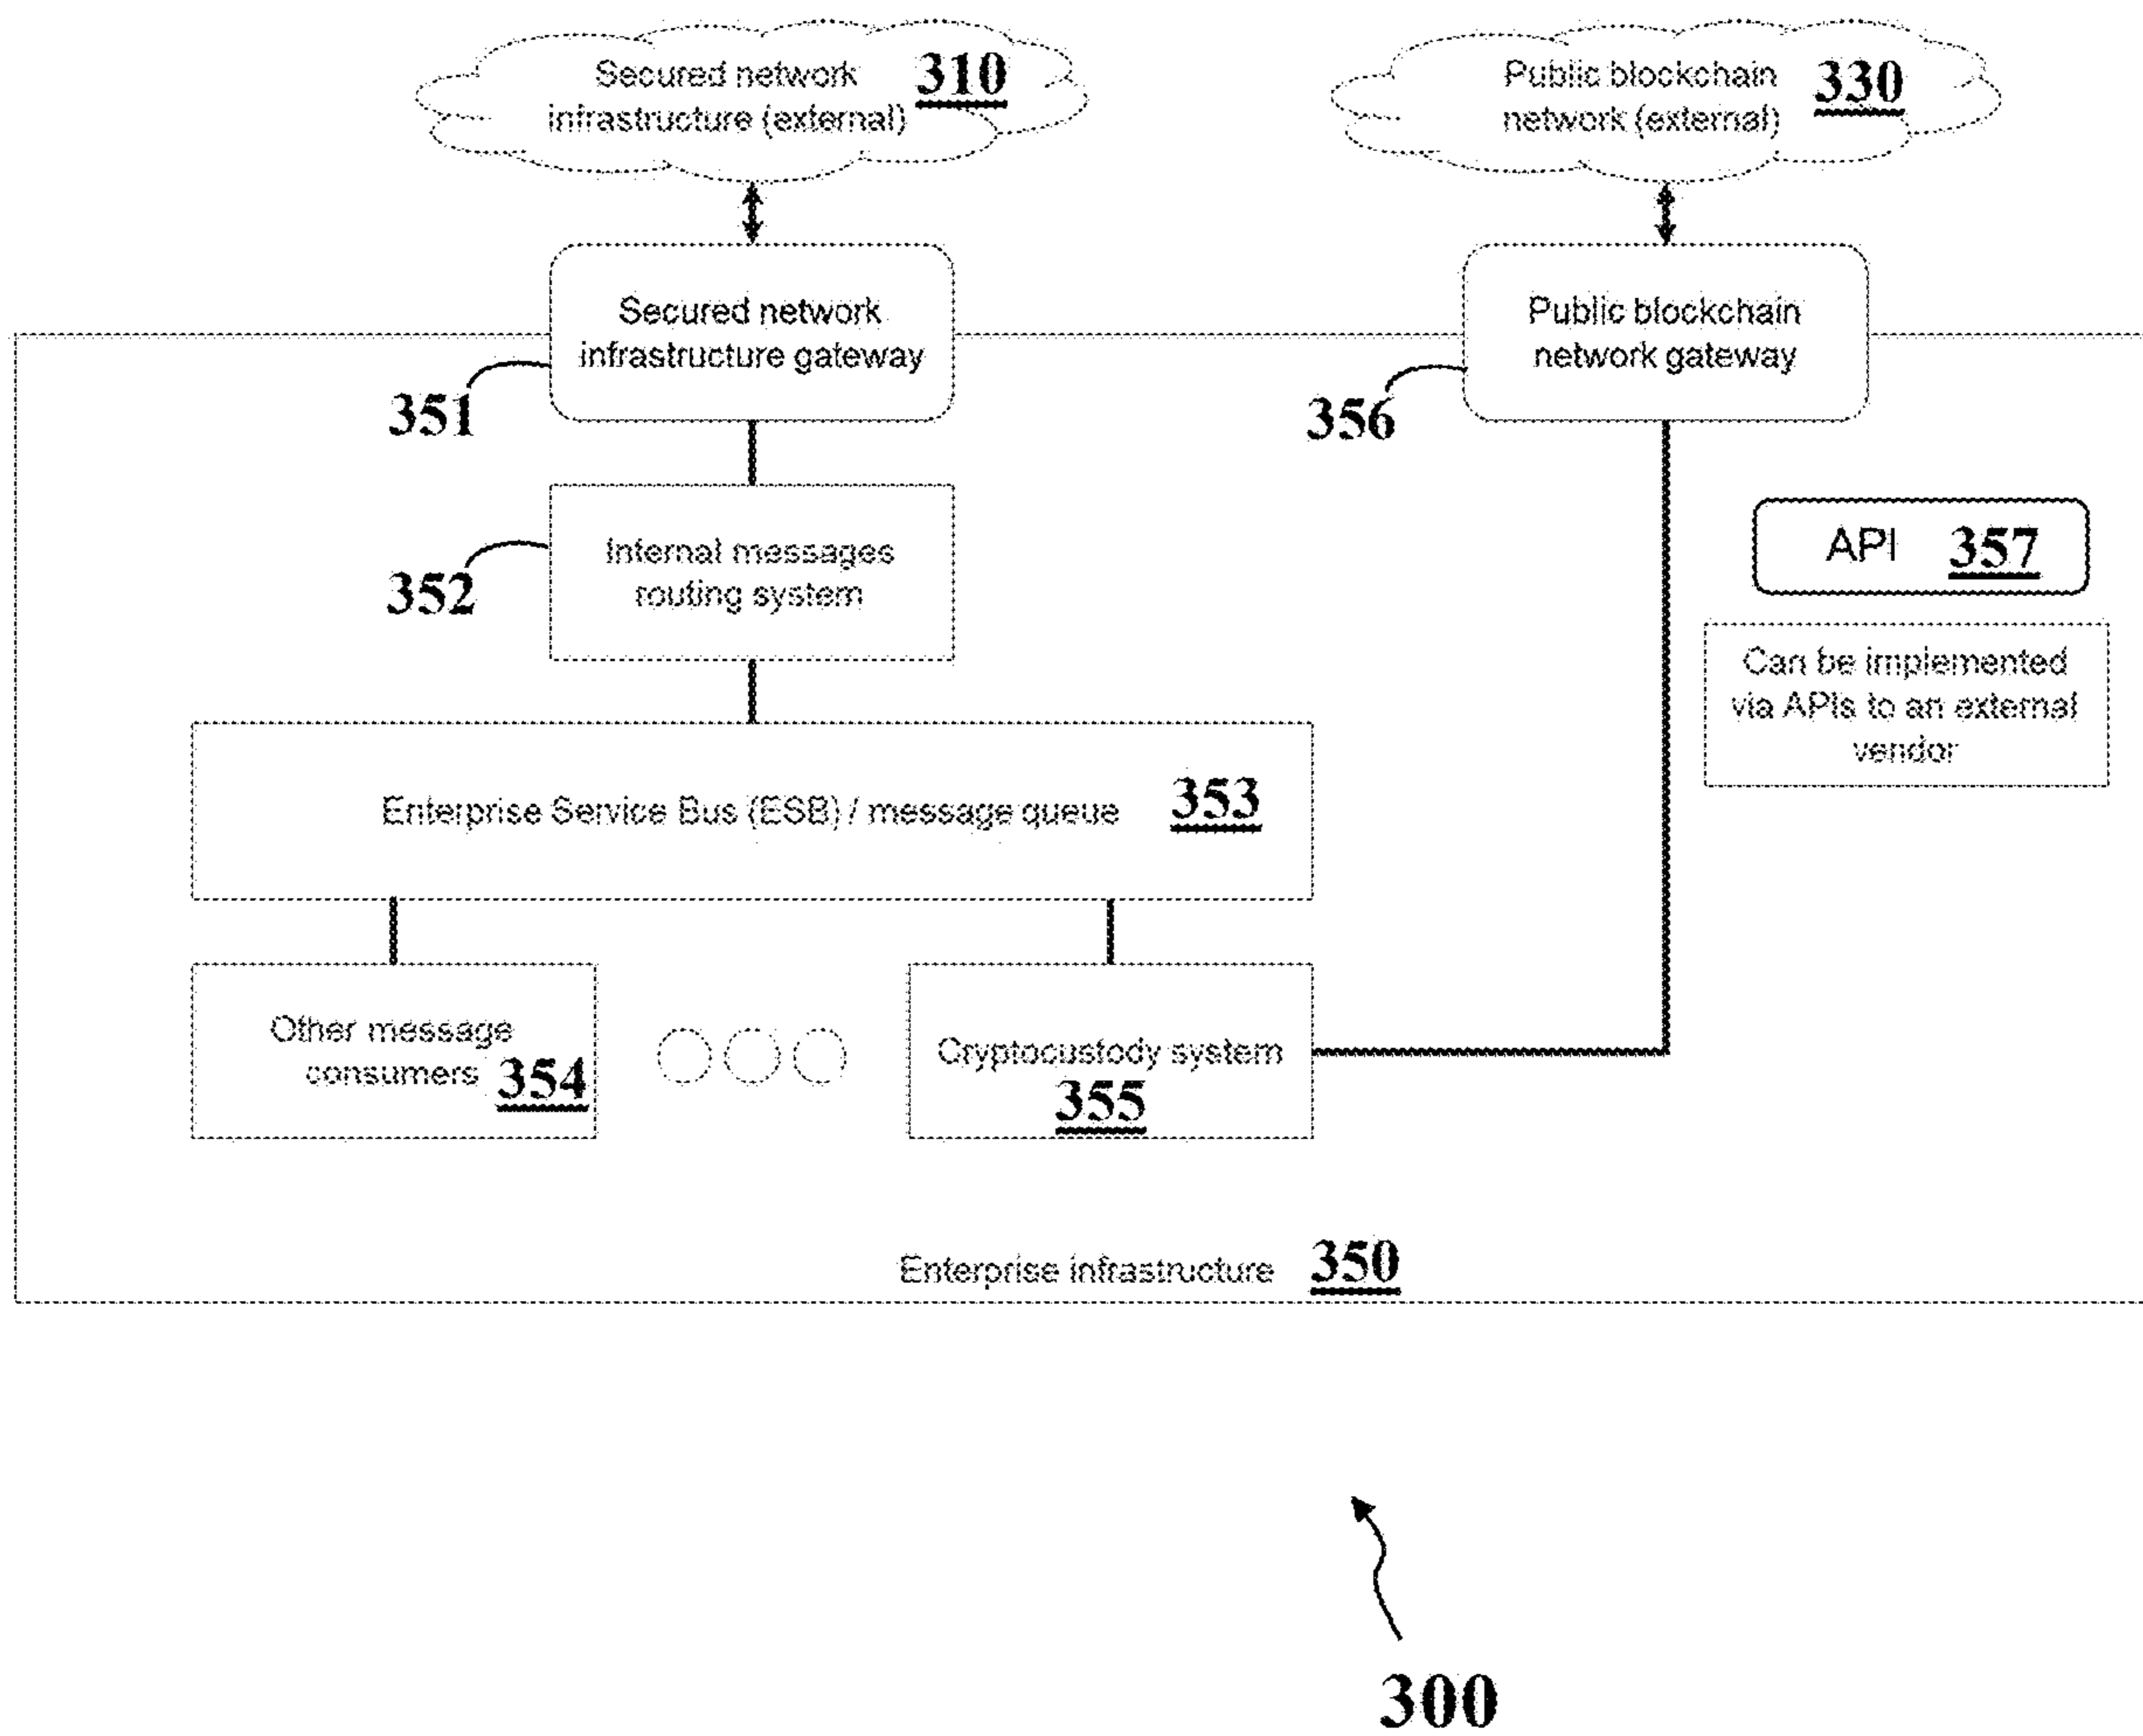 Secured network 310
infrastructure (external)
Public blockchain 330
network (external)
Secured network
infrastructure gateway
351
Public blockchain
network gateway
356
Internal messages
routing system
352
API 357
Can be implemented
via APIs to an external
vendor
Enterprise Service Bus (ESB) / message queue 353
Other message
consumers 354
Cryptocustody system
355
Enterprise infrastructure 350
300